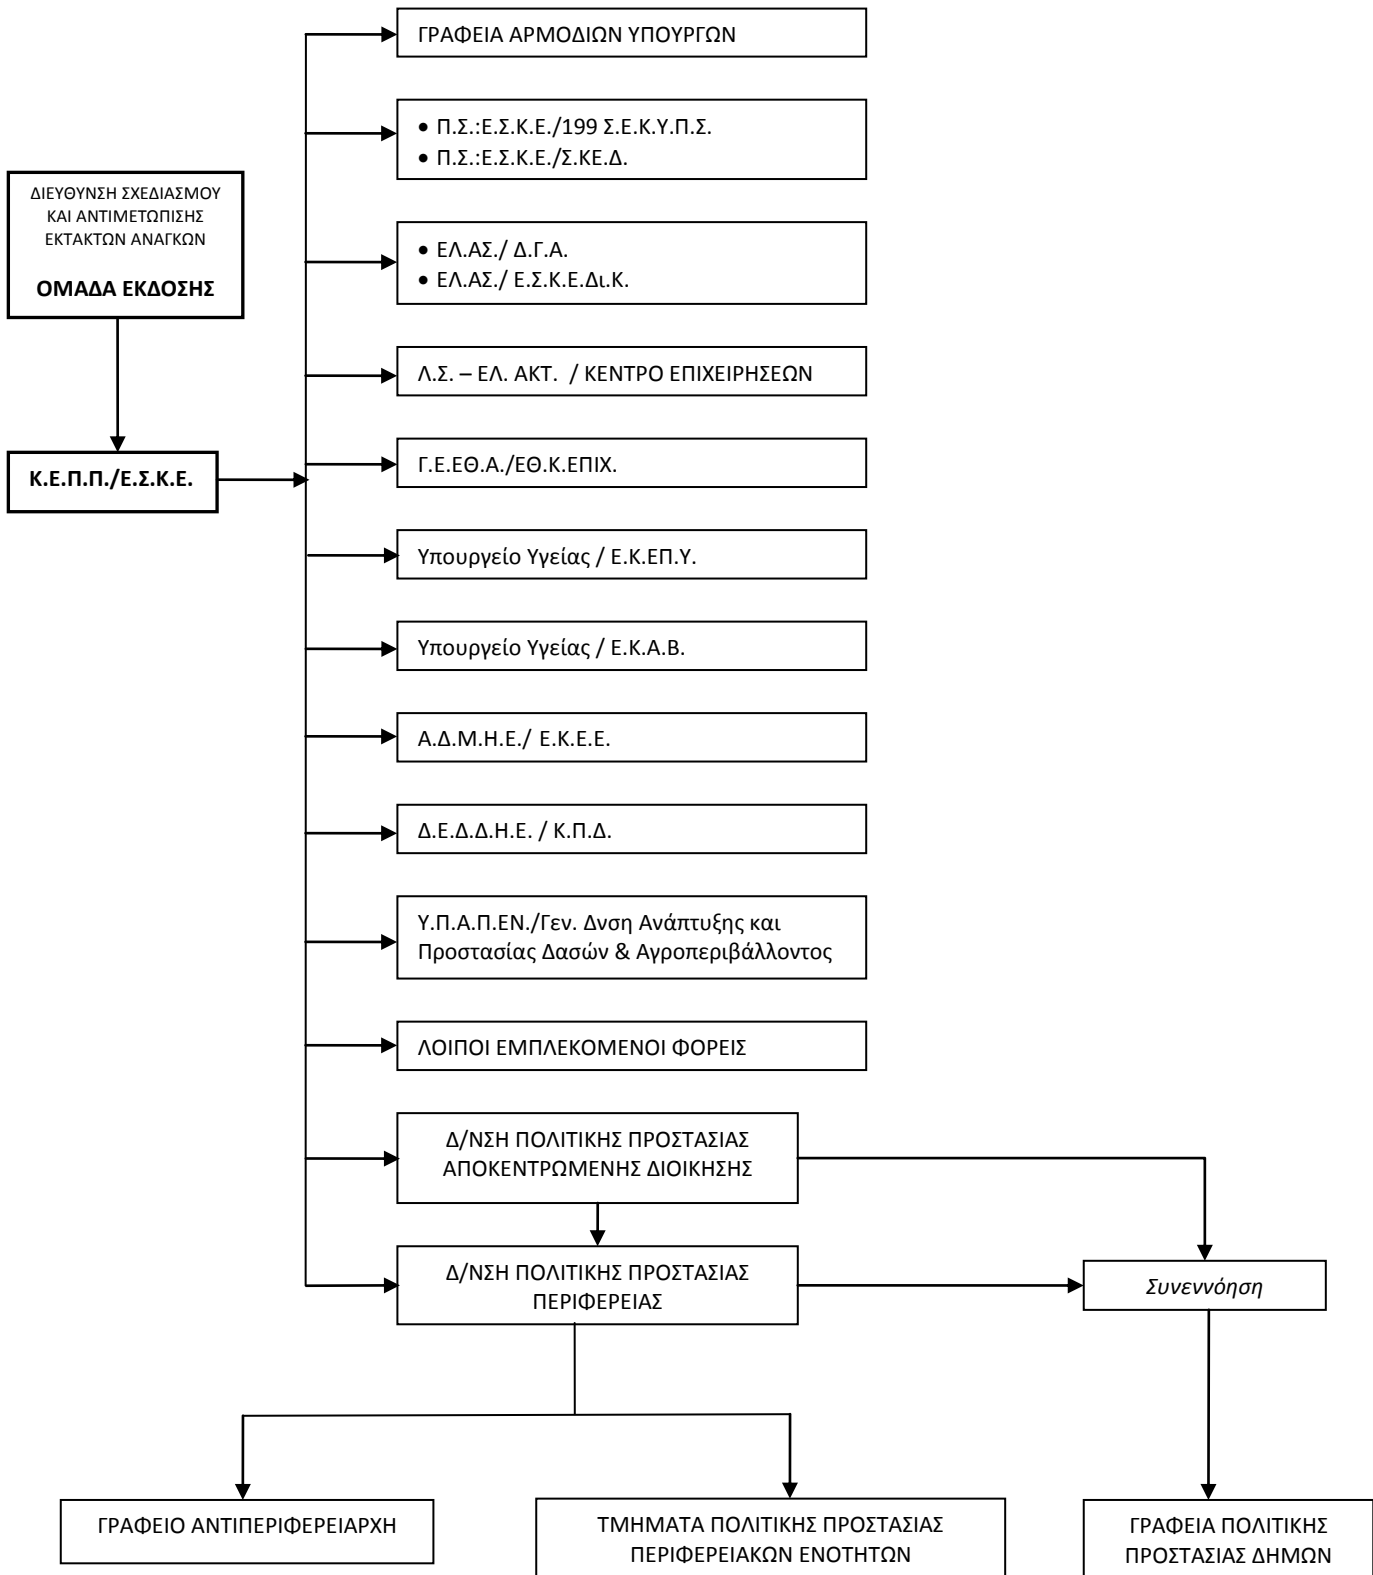 ΓΡΑΦΕΙΑ ΑΡΜΟΔΙΩΝ ΥΠΟΥΡΓΩΝ
• Π.Σ.:Ε.Σ.Κ.Ε./199 Σ.Ε.Κ.Υ.Π.Σ.
• Π.Σ.:Ε.Σ.Κ.Ε./Σ.ΚΕ.Δ.
ΔΙΕΥΘΥΝΣΗ ΣΧΕΔΙΑΣΜΟΥ
ΚΑΙ ΑΝΤΙΜΕΤΩΠΙΣΗΣ
ΕΚΤΑΚΤΩΝ ΑΝΑΓΚΩΝ
ΟΜΑΔΑ ΕΚΔΟΣΗΣ
• ΕΛ.ΑΣ./ Δ.Γ.Α.
• ΕΛ.ΑΣ./ Ε.Σ.Κ.Ε.Δι.Κ.
Λ.Σ. – ΕΛ. ΑΚΤ. / ΚΕΝΤΡΟ ΕΠΙΧΕΙΡΗΣΕΩΝ
Κ.Ε.Π.Π./Ε.Σ.Κ.Ε.
Γ.Ε.ΕΘ.Α./ΕΘ.Κ.ΕΠΙΧ.
Υπουργείο Υγείας / Ε.Κ.ΕΠ.Υ.
Υπουργείο Υγείας / Ε.Κ.Α.Β.
Α.Δ.Μ.Η.Ε./ Ε.Κ.Ε.Ε.
Δ.Ε.Δ.Δ.Η.Ε. / Κ.Π.Δ.
Υ.Π.Α.Π.ΕΝ./Γεν. Δνση Ανάπτυξης και
Προστασίας Δασών & Αγροπεριβάλλοντος
ΛΟΙΠΟΙ ΕΜΠΛΕΚΟΜΕΝΟΙ ΦΟΡΕΙΣ
Δ/ΝΣΗ ΠΟΛΙΤΙΚΗΣ ΠΡΟΣΤΑΣΙΑΣ
ΑΠΟΚΕΝΤΡΩΜΕΝΗΣ ΔΙΟΙΚΗΣΗΣ
Δ/ΝΣΗ ΠΟΛΙΤΙΚΗΣ ΠΡΟΣΤΑΣΙΑΣ
ΠΕΡΙΦΕΡΕΙΑΣ
Συνεννόηση
ΓΡΑΦΕΙΟ ΑΝΤΙΠΕΡΙΦΕΡΕΙΑΡΧΗ
ΤΜΗΜΑΤΑ ΠΟΛΙΤΙΚΗΣ ΠΡΟΣΤΑΣΙΑΣ
ΠΕΡΙΦΕΡΕΙΑΚΩΝ ΕΝΟΤΗΤΩΝ
ΓΡΑΦΕΙΑ ΠΟΛΙΤΙΚΗΣ
ΠΡΟΣΤΑΣΙΑΣ ΔΗΜΩΝ